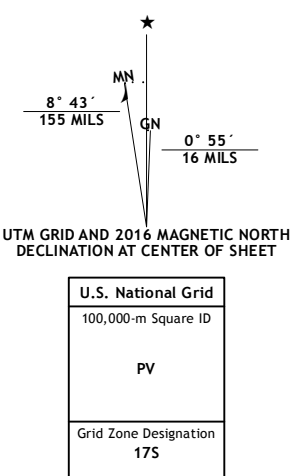 ★
MN
8° 43´
155 MILS
GN
0° 55´
16 MILS
UTM GRID AND 2016 MAGNETIC NORTH
DECLINATION AT CENTER OF SHEET
U.S. National Grid
100,000-m Square ID
PV
Grid Zone Designation
17S